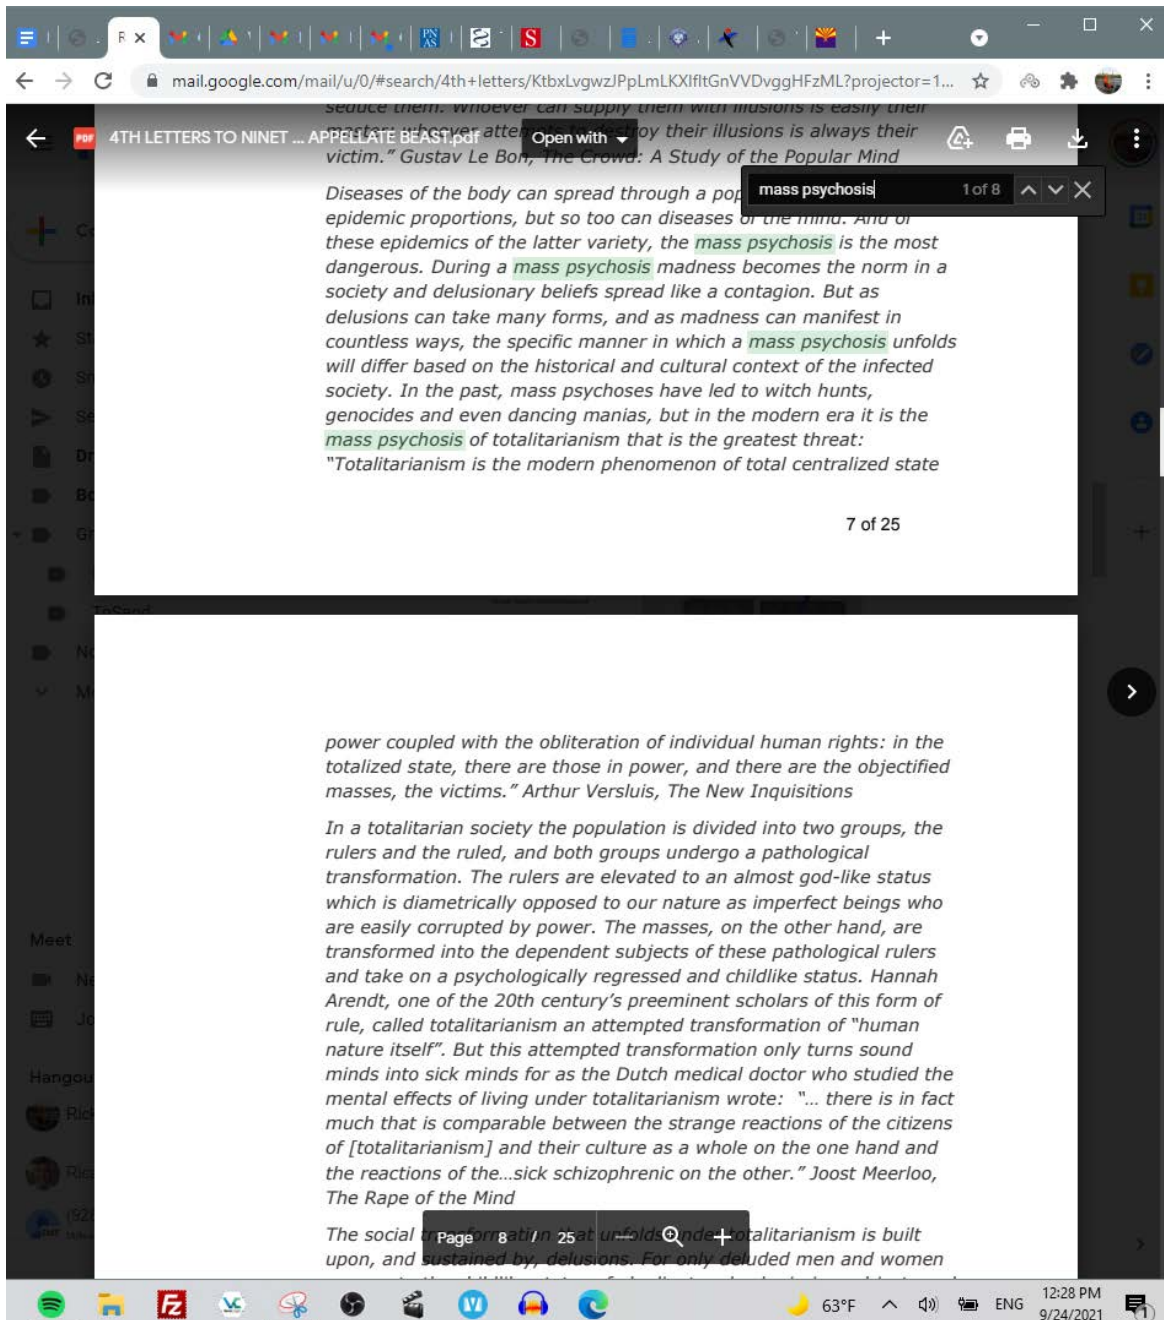 mail.google.com/mail/u/0/#search/4th+letters/KtbxLvgwzJPpLmLKXlfltGnVVDvggHFzML?projector=1...
seduce them. Whoever can supply them with illusions is easily their
PDF 4TH LETTERS TO NINET ... APPELLATE BEAST.pdf
Open with
their illusions is always their
victim.” Gustav Le Bon, The Crowd: A Study of the Popular Mind
mass psychosis 1 of 8
Diseases of the body can spread through a
epidemic proportions, but so too can diseases of the mind. And of
these epidemics of the latter variety, the mass psychosis is the most
dangerous. During a mass psychosis madness becomes the norm in a
society and delusionary beliefs spread like a contagion. But as
delusions can take many forms, and as madness can manifest in
countless ways, the specific manner in which a mass psychosis unfolds
will differ based on the historical and cultural context of the infected
society. In the past, mass psychoses have led to witch hunts,
genocides and even dancing manias, but in the modern era it is the
mass psychosis of totalitarianism that is the greatest threat:
“Totalitarianism is the modern phenomenon of total centralized state
7 of 25
power coupled with the obliteration of individual human rights: in the
totalized state, there are those in power, and there are the objectified
masses, the victims.” Arthur Versluis, The New Inquisitions
In a totalitarian society the population is divided into two groups, the
rulers and the ruled, and both groups undergo a pathological
transformation. The rulers are elevated to an almost god-like status
which is diametrically opposed to our nature as imperfect beings who
are easily corrupted by power. The masses, on the other hand, are
transformed into the dependent subjects of these pathological rulers
and take on a psychologically regressed and childlike status. Hannah
Arendt, one of the 20th century’s preeminent scholars of this form of
rule, called totalitarianism an attempted transformation of “human
nature itself”. But this attempted transformation only turns sound
minds into sick minds for as the Dutch medical doctor who studied the
mental effects of living under totalitarianism wrote: “... there is in fact
much that is comparable between the strange reactions of the citizens
of [totalitarianism] and their culture as a whole on the one hand and
the reactions of the...sick schizophrenic on the other.” Joost Meerloo,
The Rape of the Mind
The social transformation that unfolds under totalitarianism is built
upon, and sustained by, delusions. For only deluded men and women
Page 8 / 25
Meet
63°F
ENG
12:28 PM
9/24/2021